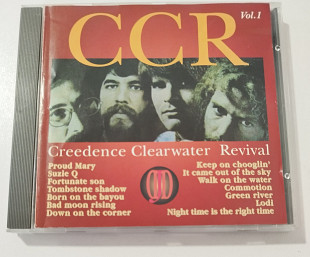 CCR
Vol.1
Creedence Clearwater Revival
Proud Mary
Suzie Q
Fortunate son
Tombstone shadow
Born on the bayou
Bad moon rising
Down on the corner
Keep on chooglin'
It came out of the sky
Walk on the water
Commotion
Green river
Lodi
Night time is the right time